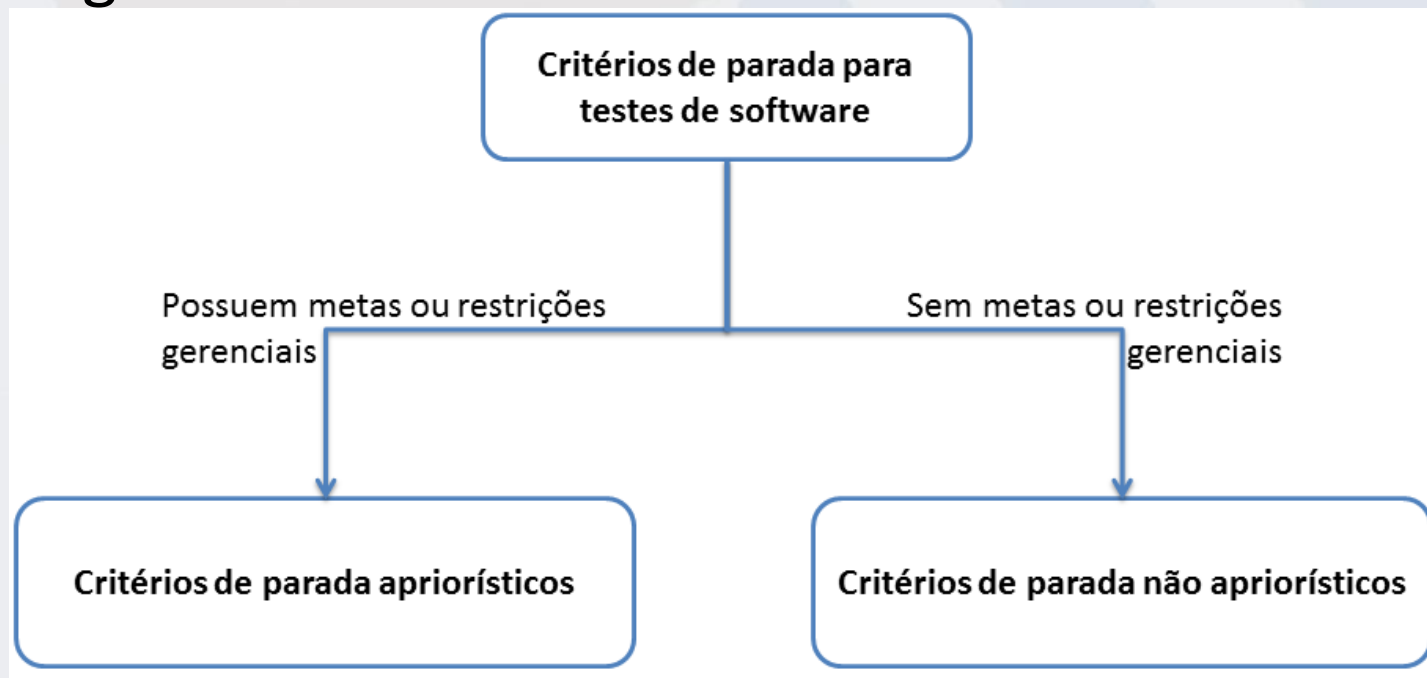 g
Critérios de parada para
testes de software
Possuem metas ou restrições
gerenciais
Sem metas ou restrições
gerenciais
Critérios de parada apriorísticos
Critérios de parada não apriorísticos